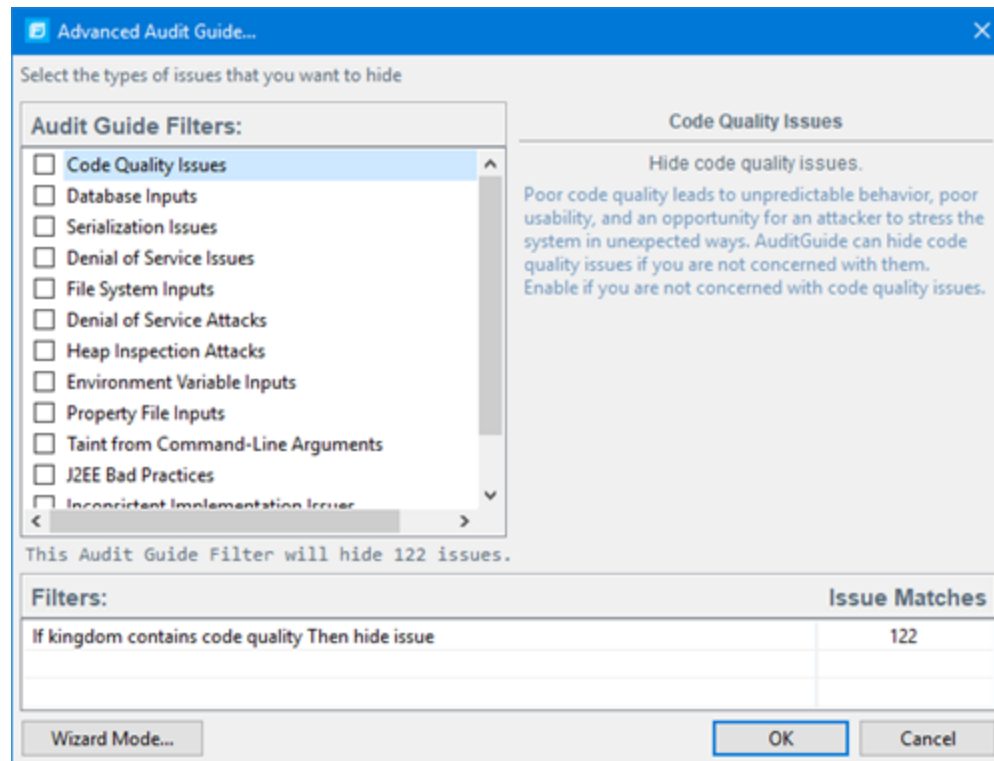 Advanced Audit Guide...
Select the types of issues that you want to hide
Audit Guide Filters:
Code Quality Issues
Database Inputs
Serialization Issues
Denial of Service Issues
File System Inputs
Denial of Service Attacks
Heap Inspection Attacks
Environment Variable Inputs
Property File Inputs
Taint from Command-Line Arguments
J2EE Bad Practices
Inconsistent Implementation Issues
Code Quality Issues
Hide code quality issues.
Poor code quality leads to unpredictable behavior, poor
usability, and an opportunity for an attacker to stress the
system in unexpected ways. AuditGuide can hide code
quality issues if you are not concerned with them.
Enable if you are not concerned with code quality issues.
This Audit Guide Filter will hide 122 issues.
Filters: Issue Matches
If kingdom contains code quality Then hide issue 122
Wizard Mode... OK Cancel